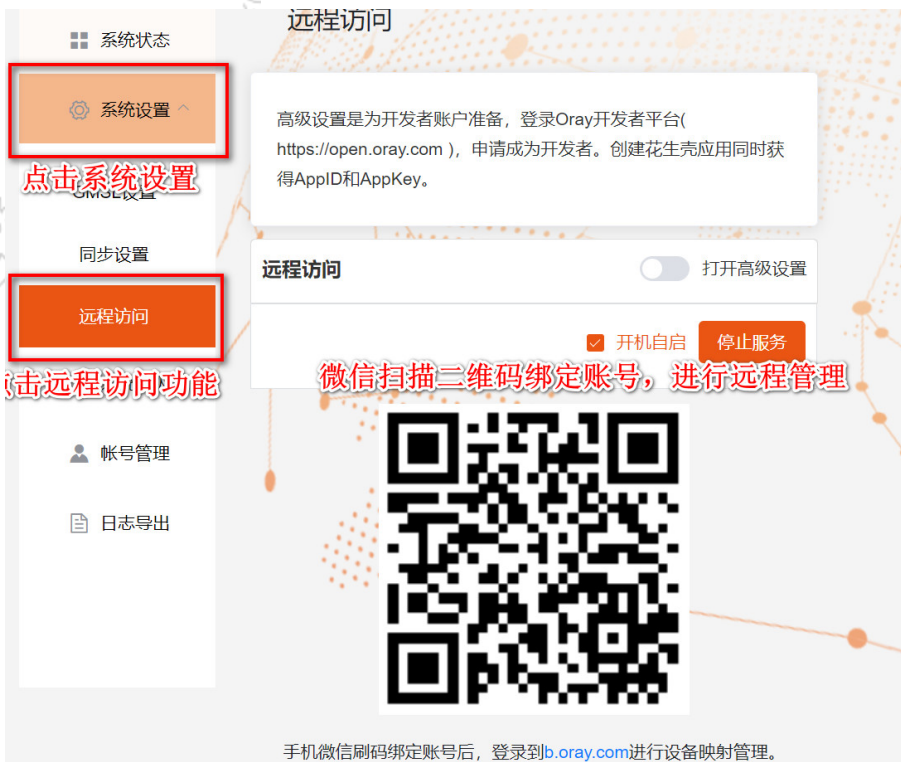 远程访问
系统状态
系统设置
点击系统设置
同步设置
远程访问
点击远程访问功能
帐号管理
日志导出
高级设置是为开发者账户准备，登录Oray开发者平台(
https://open.oray.com )，申请成为开发者。创建花生壳应用同时获
得AppID和AppKey。
远程访问
打开高级设置
开机自启
停止服务
微信扫描二维码绑定账号，进行远程管理
手机微信刷码绑定账号后，登录到b.oray.com进行设备映射管理。